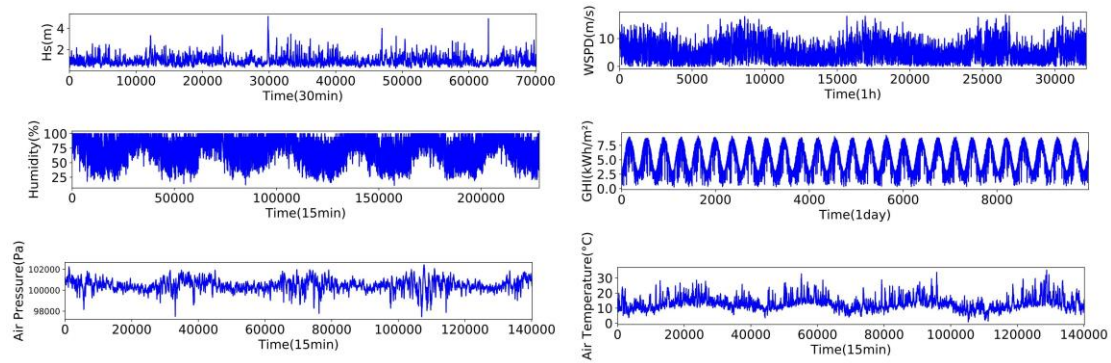 Hs(m)
4
2
0 10000 20000 30000 40000 50000 60000 70000
Time(30min)
WSPD(m/s)
10
0
0 5000 10000 15000 20000 25000 30000
Time(1h)
Humidity(%)
100
75
50
25
0 50000 100000 150000 200000
Time(15min)
GHI(kWh/m²)
7.5
5.0
2.5
0.0
0 2000 4000 6000 8000
Time(1day)
Air Pressure(Pa)
102000
100000
98000
0 20000 40000 60000 80000 100000 120000 140000
Time(15min)
Air Temperature(°C)
30
20
10
0
0 20000 40000 60000 80000 100000 120000 140000
Time(15min)